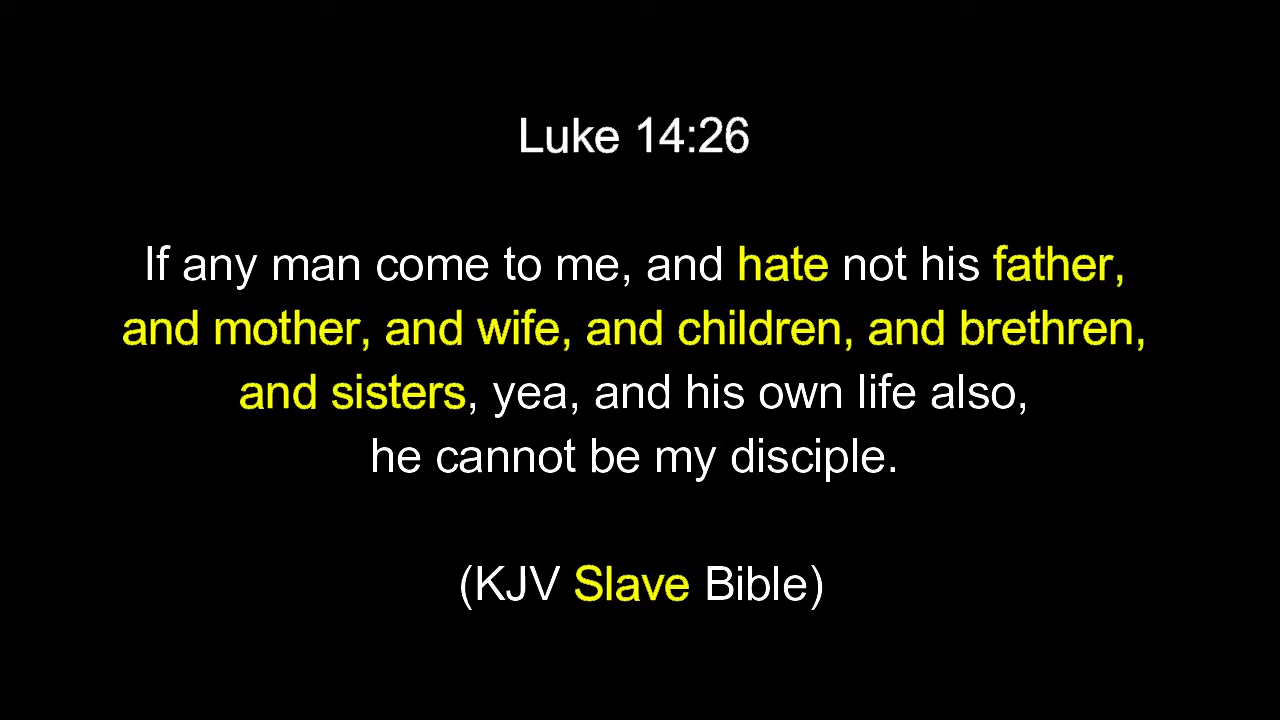 Luke 14:26
If any man come to me, and hate not his father,
and mother, and wife, and children, and brethren,
and sisters, yea, and his own life also,
he cannot be my disciple.
(KJV Slave Bible)